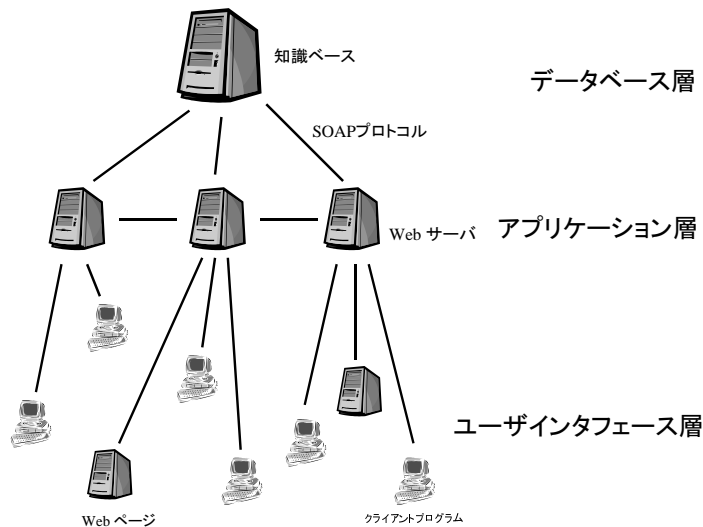 知識ベース
データベース層
SOAPプロトコル
Web サーバ
アプリケーション層
ユーザインタフェース層
Web ページ
クライアントプログラム